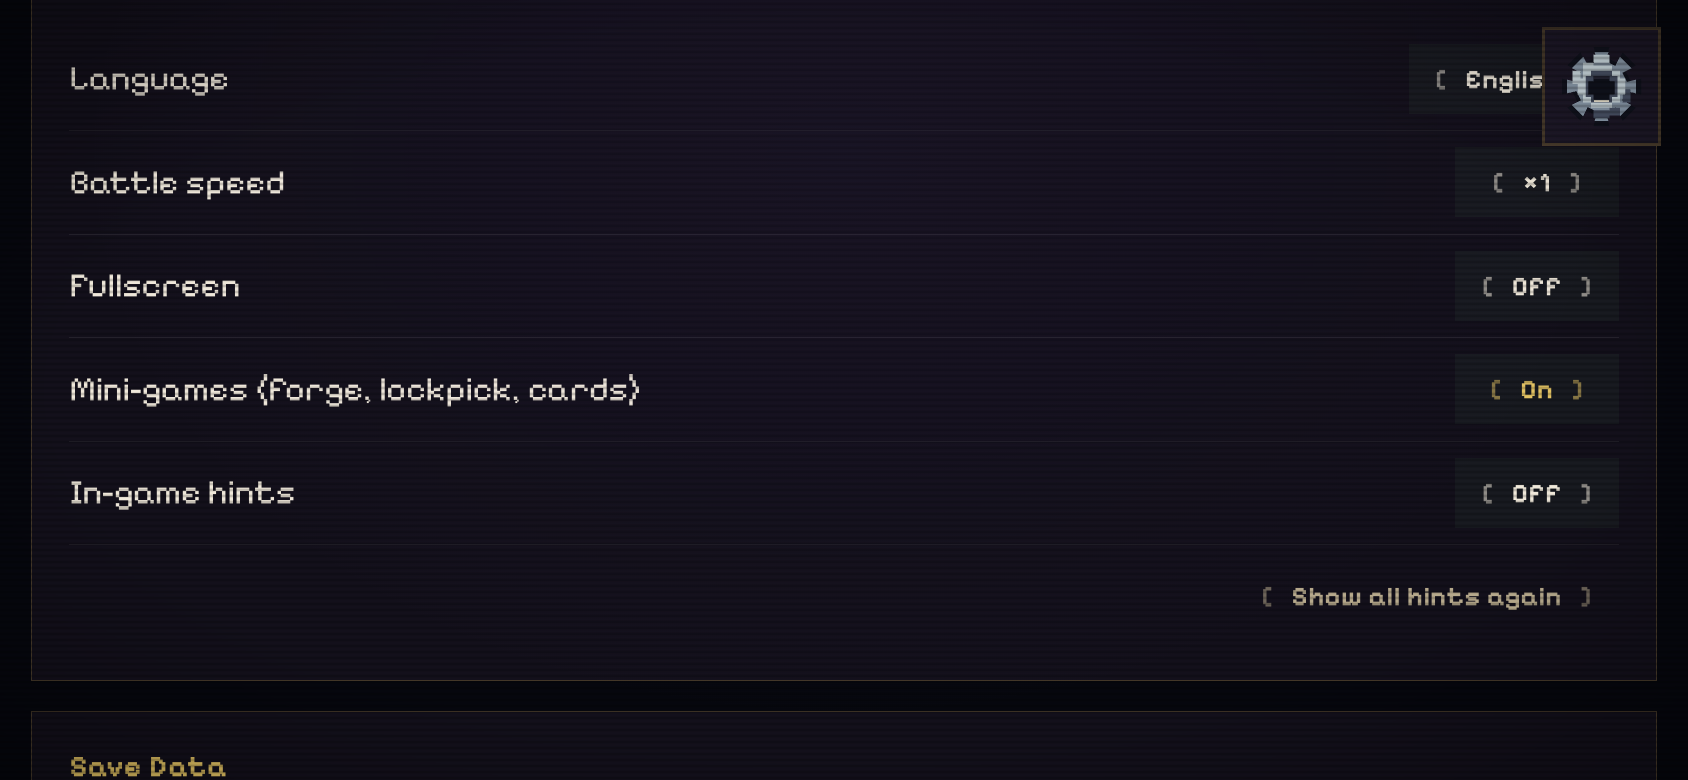 Language
[ Englis
Battle speed
[ ×1 ]
Fullscreen
[ Off ]
Mini-games (forge, lockpick, cards)
[ On ]
In-game hints
[ Off ]
[ Show all hints again ]
Save Data